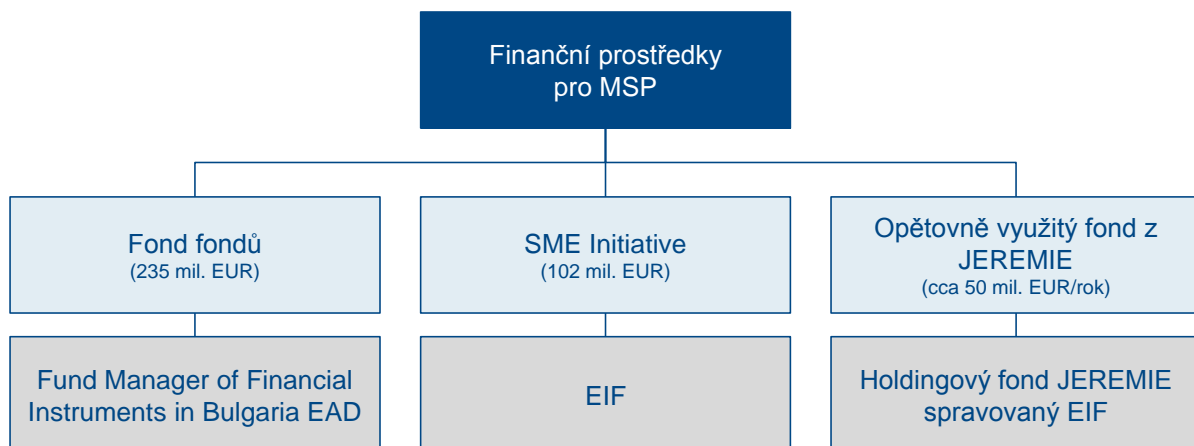 Finanční prostředky
pro MSP
Fond fondů
(235 mil. EUR)
SME Initiative
(102 mil. EUR)
Opětovně využitý fond z
JEREMIE
(cca 50 mil. EUR/rok)
Fund Manager of Financial
Instruments in Bulgaria EAD
EIF
Holdingový fond JEREMIE
spravovaný EIF